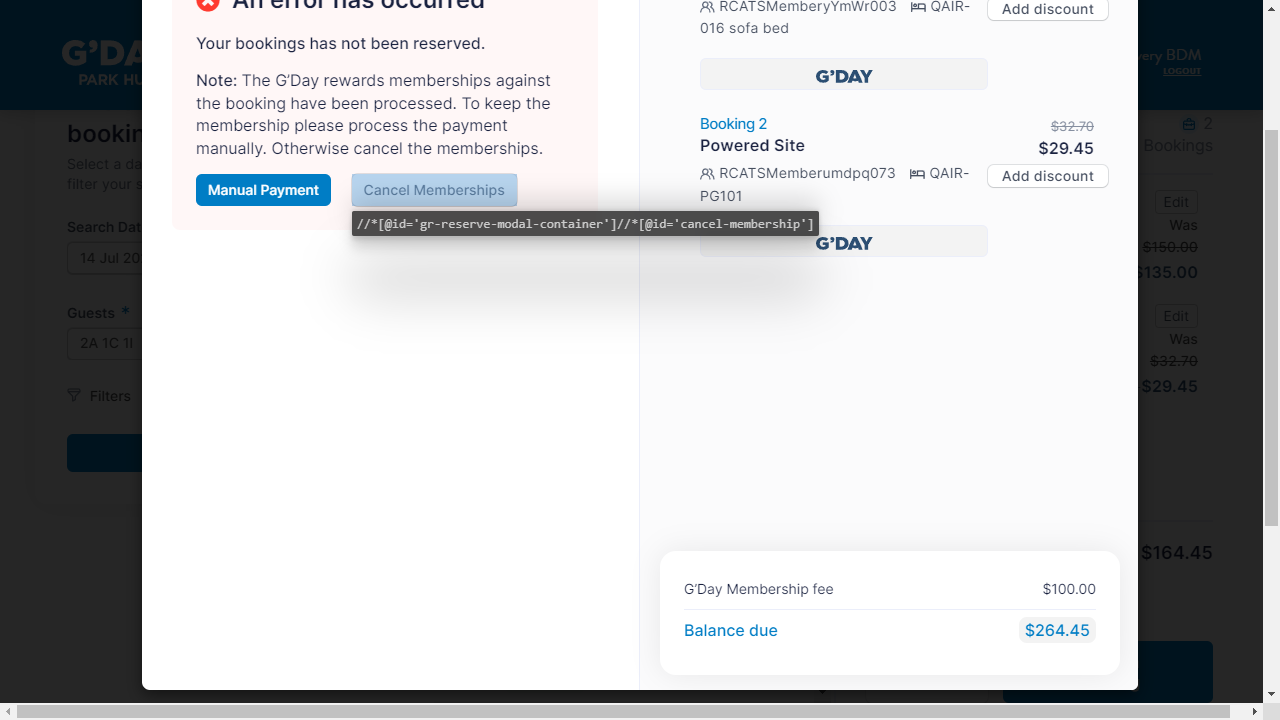 An error has occurred
Your bookings has not been reserved.
Note: The G'Day rewards memberships against
the booking have been processed. To keep the
membership please process the payment
manually. Otherwise cancel the memberships.
Manual Payment
Cancel Memberships
//*[@id='gr-reserve-modal-container']//*[@id='cancel-membership']
RCATSMemberyYmWr003 QAIR-
016 sofa bed
Add discount
G'DAY
Booking 2
$32.70
Powered Site
$29.45
RCATSMemberumdpq073 QAIR-
PG101
Add discount
G'DAY
G'Day Membership fee
$100.00
Balance due
$264.45
G'DA
PARK HU
bookin
Select a da
filter your s
Search Dat
14 Jul 20
Guests *
2A 1C 1I
Filters
very BDM
LOGOUT
2
Bookings
Edit
Was
$150.00
$135.00
Edit
Was
$32.70
$29.45
$164.45